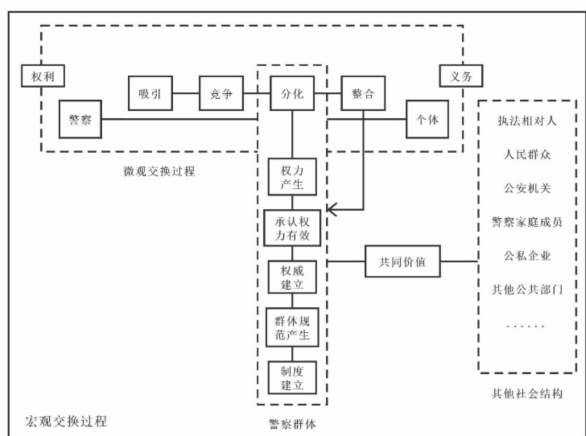 权利
义务
吸引
竞争
分化
整合
警察
个体
微观交换过程
权力
产生
承认权
力有效
权威
建立
群体规
范产生
制度
建立
警察群体
共同价值
执法相对人
人民群众
公安机关
警察家庭成员
公私企业
其他公共部门
......
其他社会结构
宏观交换过程